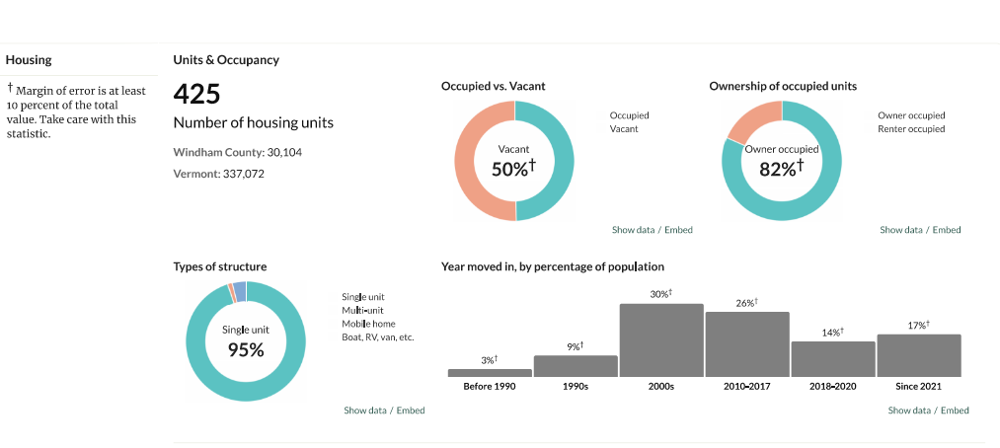 Housing
† Margin of error is at least
10 percent of the total
value. Take care with this
statistic.
Units & Occupancy
425
Number of housing units
Windham County: 30,104
Vermont: 337,072
Occupied vs. Vacant
Vacant
50%†
Occupied
Vacant
Show data / Embed
Ownership of occupied units
Owner occupied
82%†
Owner occupied
Renter occupied
Show data / Embed
Types of structure
Single unit
95%
Single unit
Multi-unit
Mobile home
Boat, RV, van, etc.
Show data / Embed
Year moved in, by percentage of population
3%†
9%†
30%†
26%†
14%†
17%†
Before 1990
1990s
2000s
2010-2017
2018-2020
Since 2021
Show data / Embed